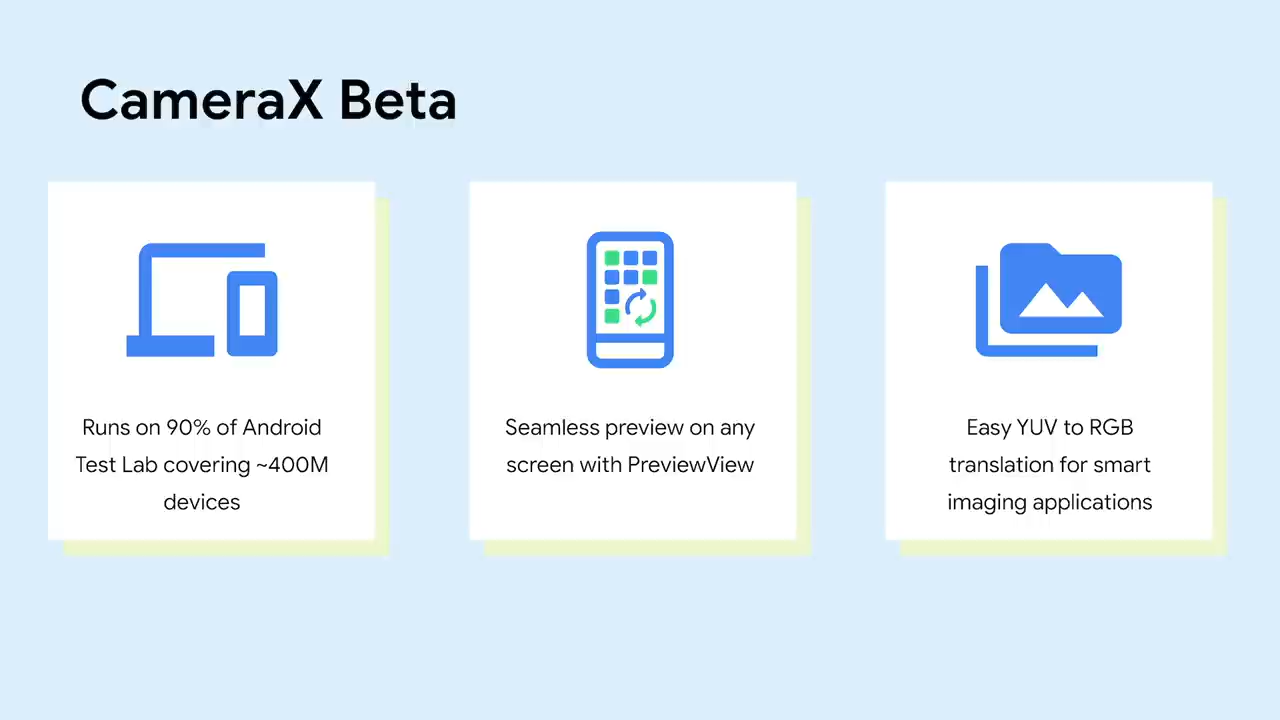 CameraX Beta
Runs on 90% of Android
Test Lab covering ~400M
devices
Seamless preview on any
screen with PreviewView
Easy YUV to RGB
translation for smart
imaging applications